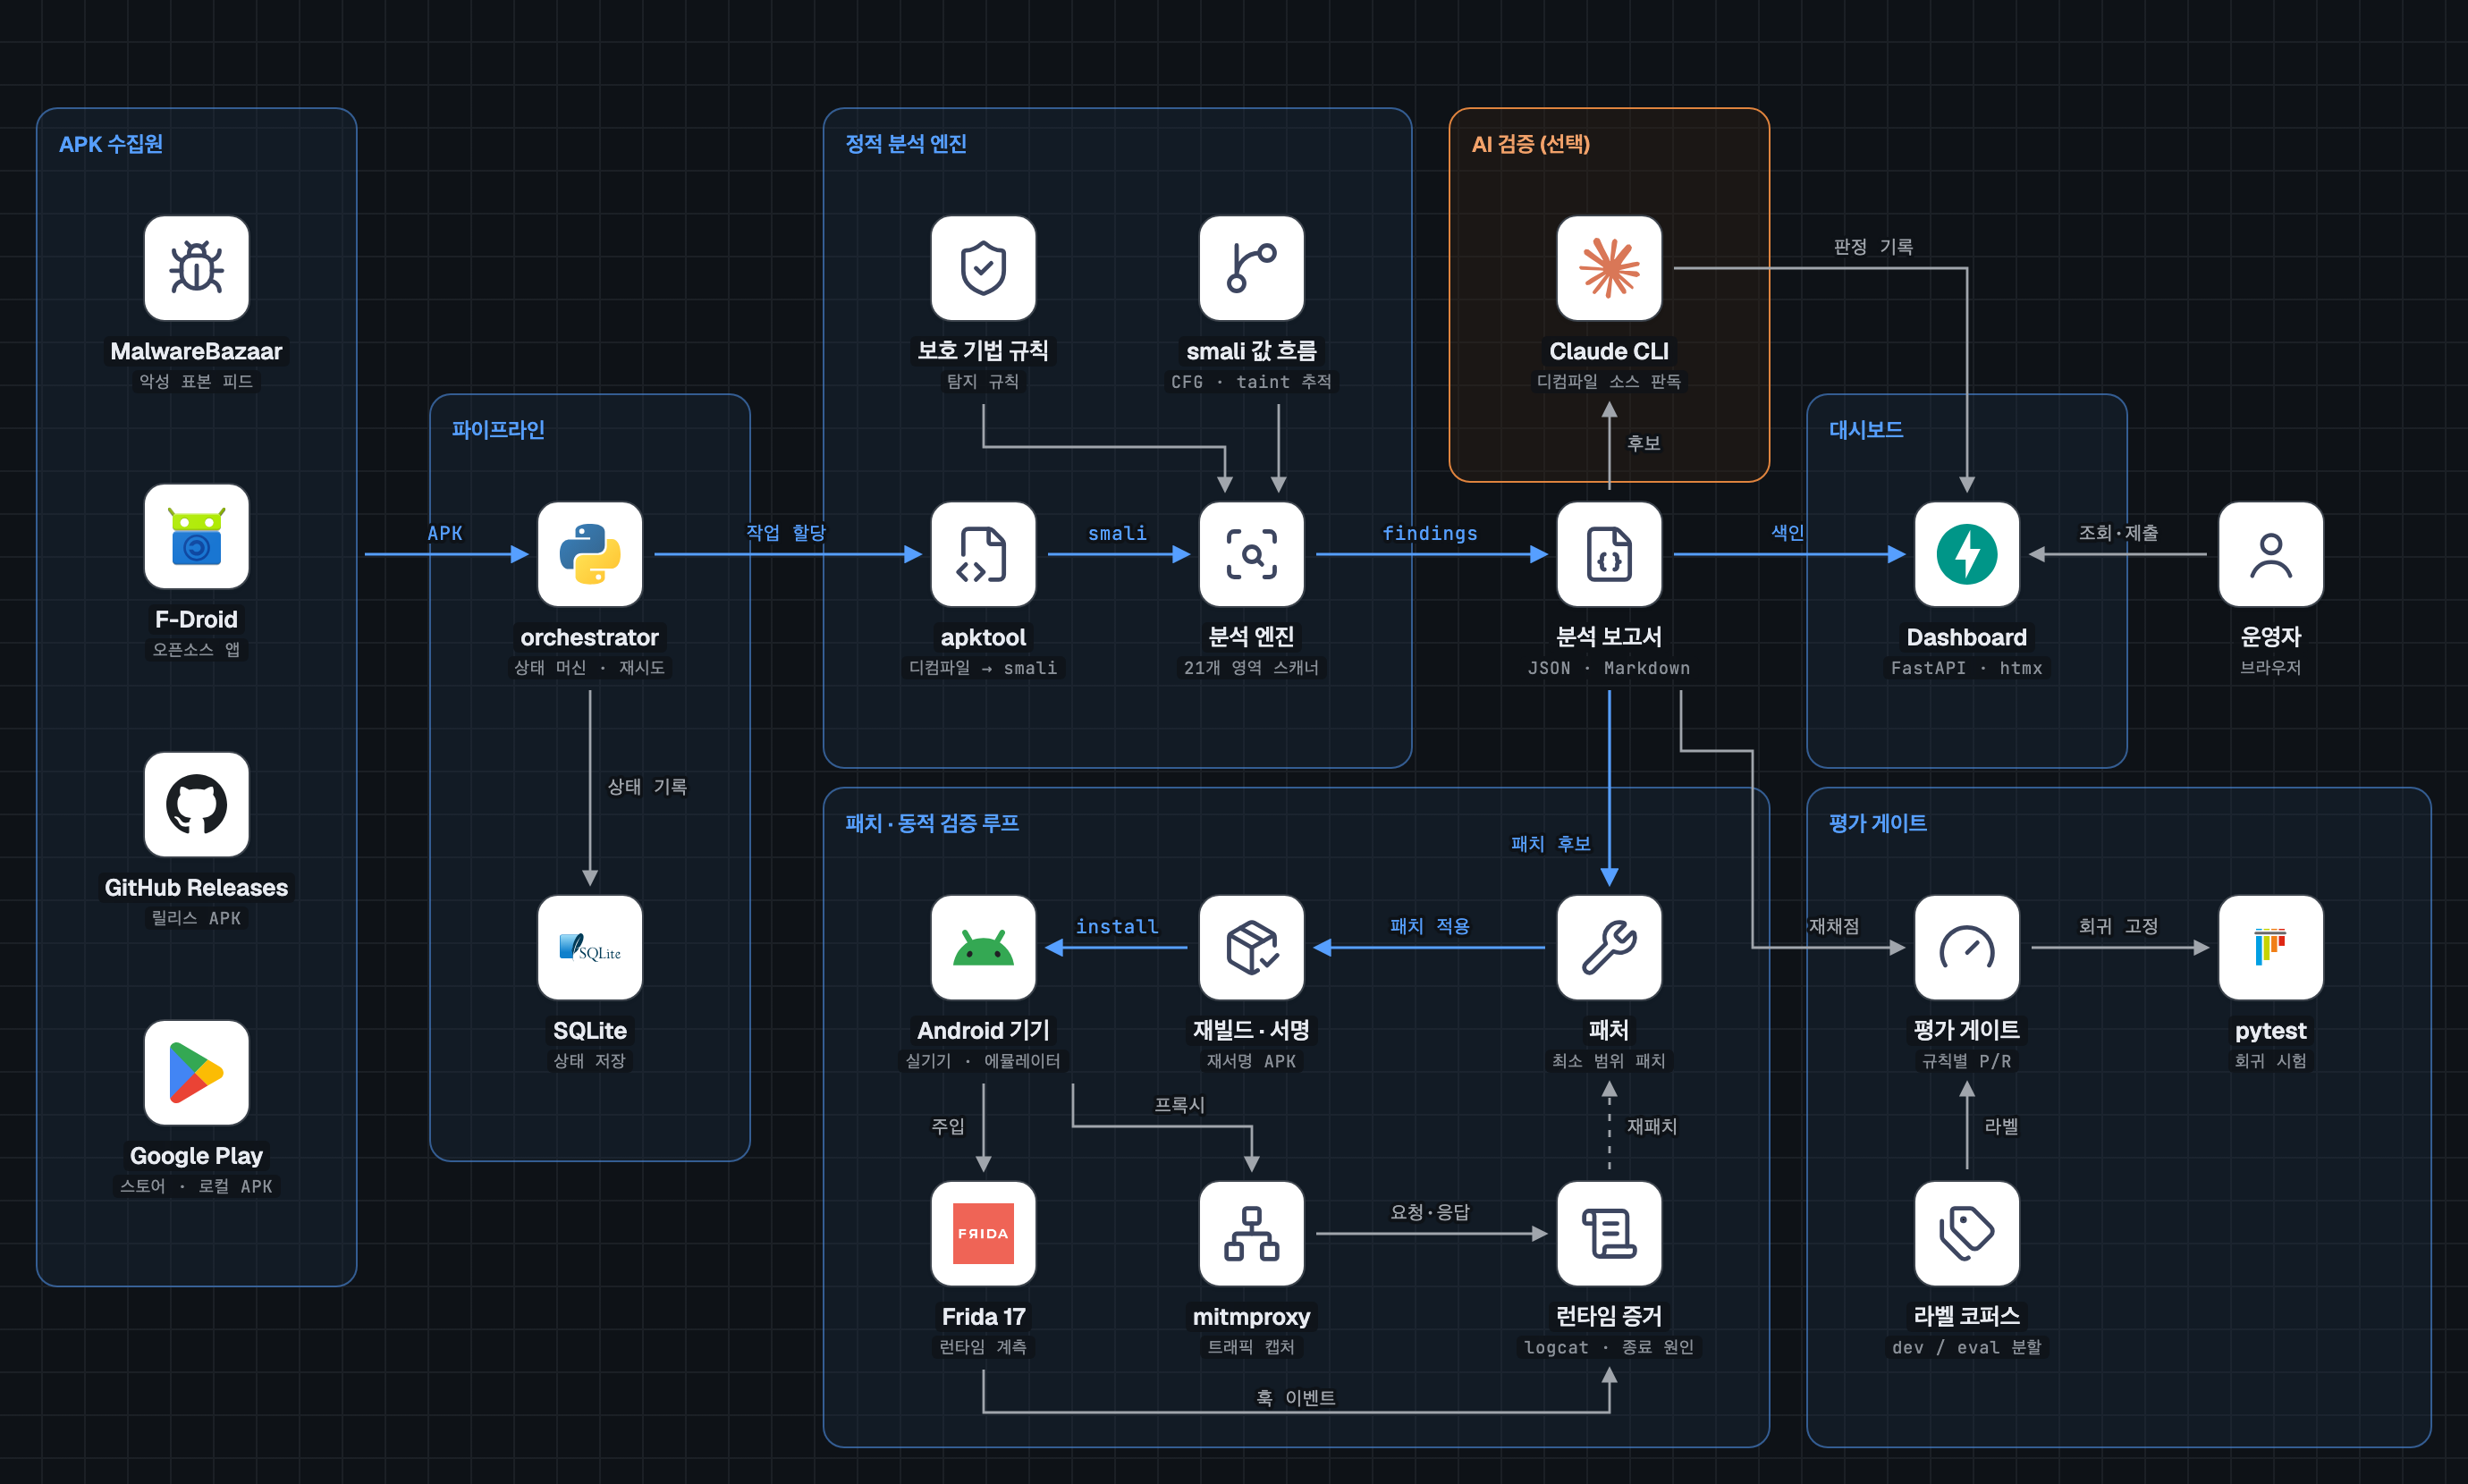 APK 수집원
MalwareBazaar
악성 표본 피드
F-Droid
오픈소스 앱
GitHub Releases
릴리스 APK
Google Play
스토어 · 로컬 APK
APK
파이프라인
orchestrator
상태 머신 · 재시도
상태 기록
SQLite
SQLite
상태 저장
작업 할당
정적 분석 엔진
보호 기법 규칙
탐지 규칙
smali 값 흐름
CFG · taint 추적
apktool
디컴파일 → smali
smali
분석 엔진
21개 영역 스캐너
findings
AI 검증 (선택)
Claude CLI
디컴파일 소스 판독
후보
판정 기록
분석 보고서
JSON · Markdown
색인
대시보드
Dashboard
FastAPI · htmx
조회·제출
운영자
브라우저
패치 · 동적 검증 루프
패치 후보
Android 기기
실기기 · 에뮬레이터
install
재빌드 · 서명
재서명 APK
패치 적용
패처
최소 범위 패치
주입
프록시
재패치
FRIDA
Frida 17
런타임 계측
mitmproxy
트래픽 캡처
요청·응답
런타임 증거
logcat · 종료 원인
훅 이벤트
평가 게이트
재채점
평가 게이트
규칙별 P/R
회귀 고정
pytest
회귀 시험
라벨
라벨 코퍼스
dev / eval 분할